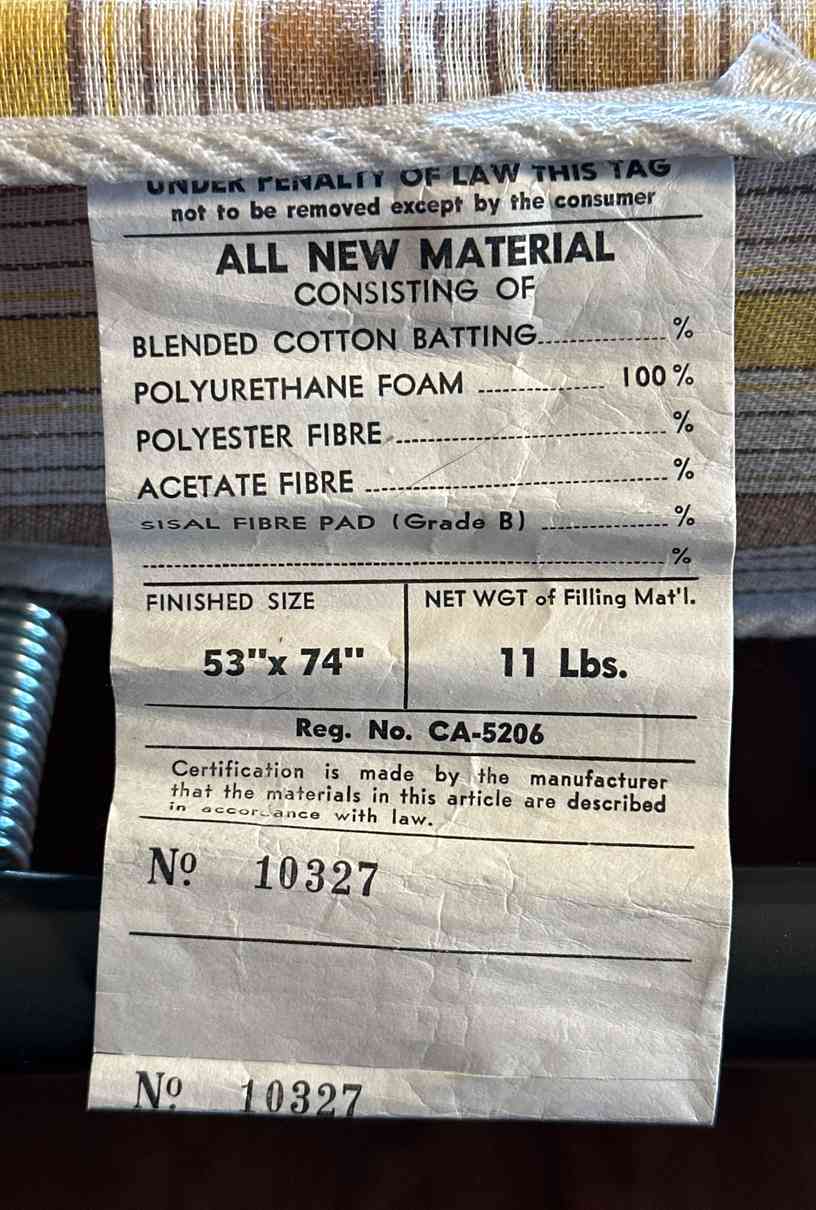 UNDER PENALTY OF LAW THIS TAG
not to be removed except by the consumer
ALL NEW MATERIAL
CONSISTING OF
BLENDED COTTON BATTING.................%
POLYURETHANE FOAM ............... 100%
POLYESTER FIBRE ..............................%
ACETATE FIBRE ..................................%
SISAL FIBRE PAD (Grade B) ...............%
...............................................................%
FINISHED SIZE
53"x 74"
NET WGT of Filling Mat'l.
11 Lbs.
Reg. No. CA-5206
Certification is made by the manufacturer
that the materials in this article are described
in accordance with law.
Nº 10327
Nº 10327